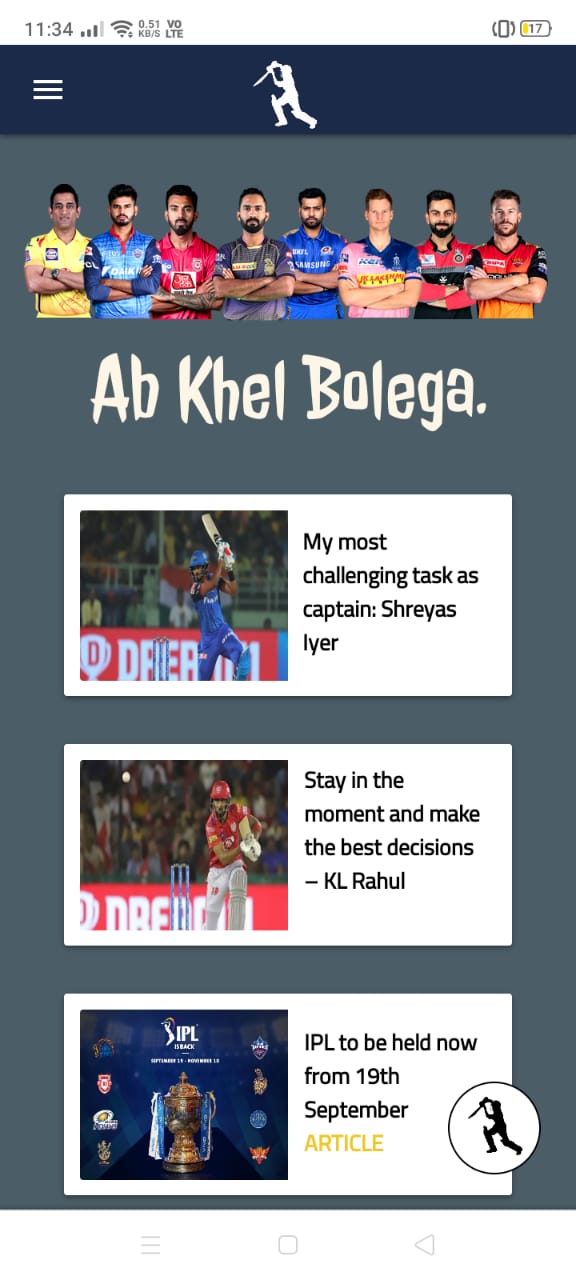 11:34 0.51 KB/S VO LTE 17
Ab Khel Bolega.
My most
challenging task as
captain: Shreyas
Iyer
Stay in the
moment and make
the best decisions
– KL Rahul
IPL
IS BACK
SEPTEMBER 19 - NOVEMBER 10
IPL to be held now
from 19th
September
ARTICLE